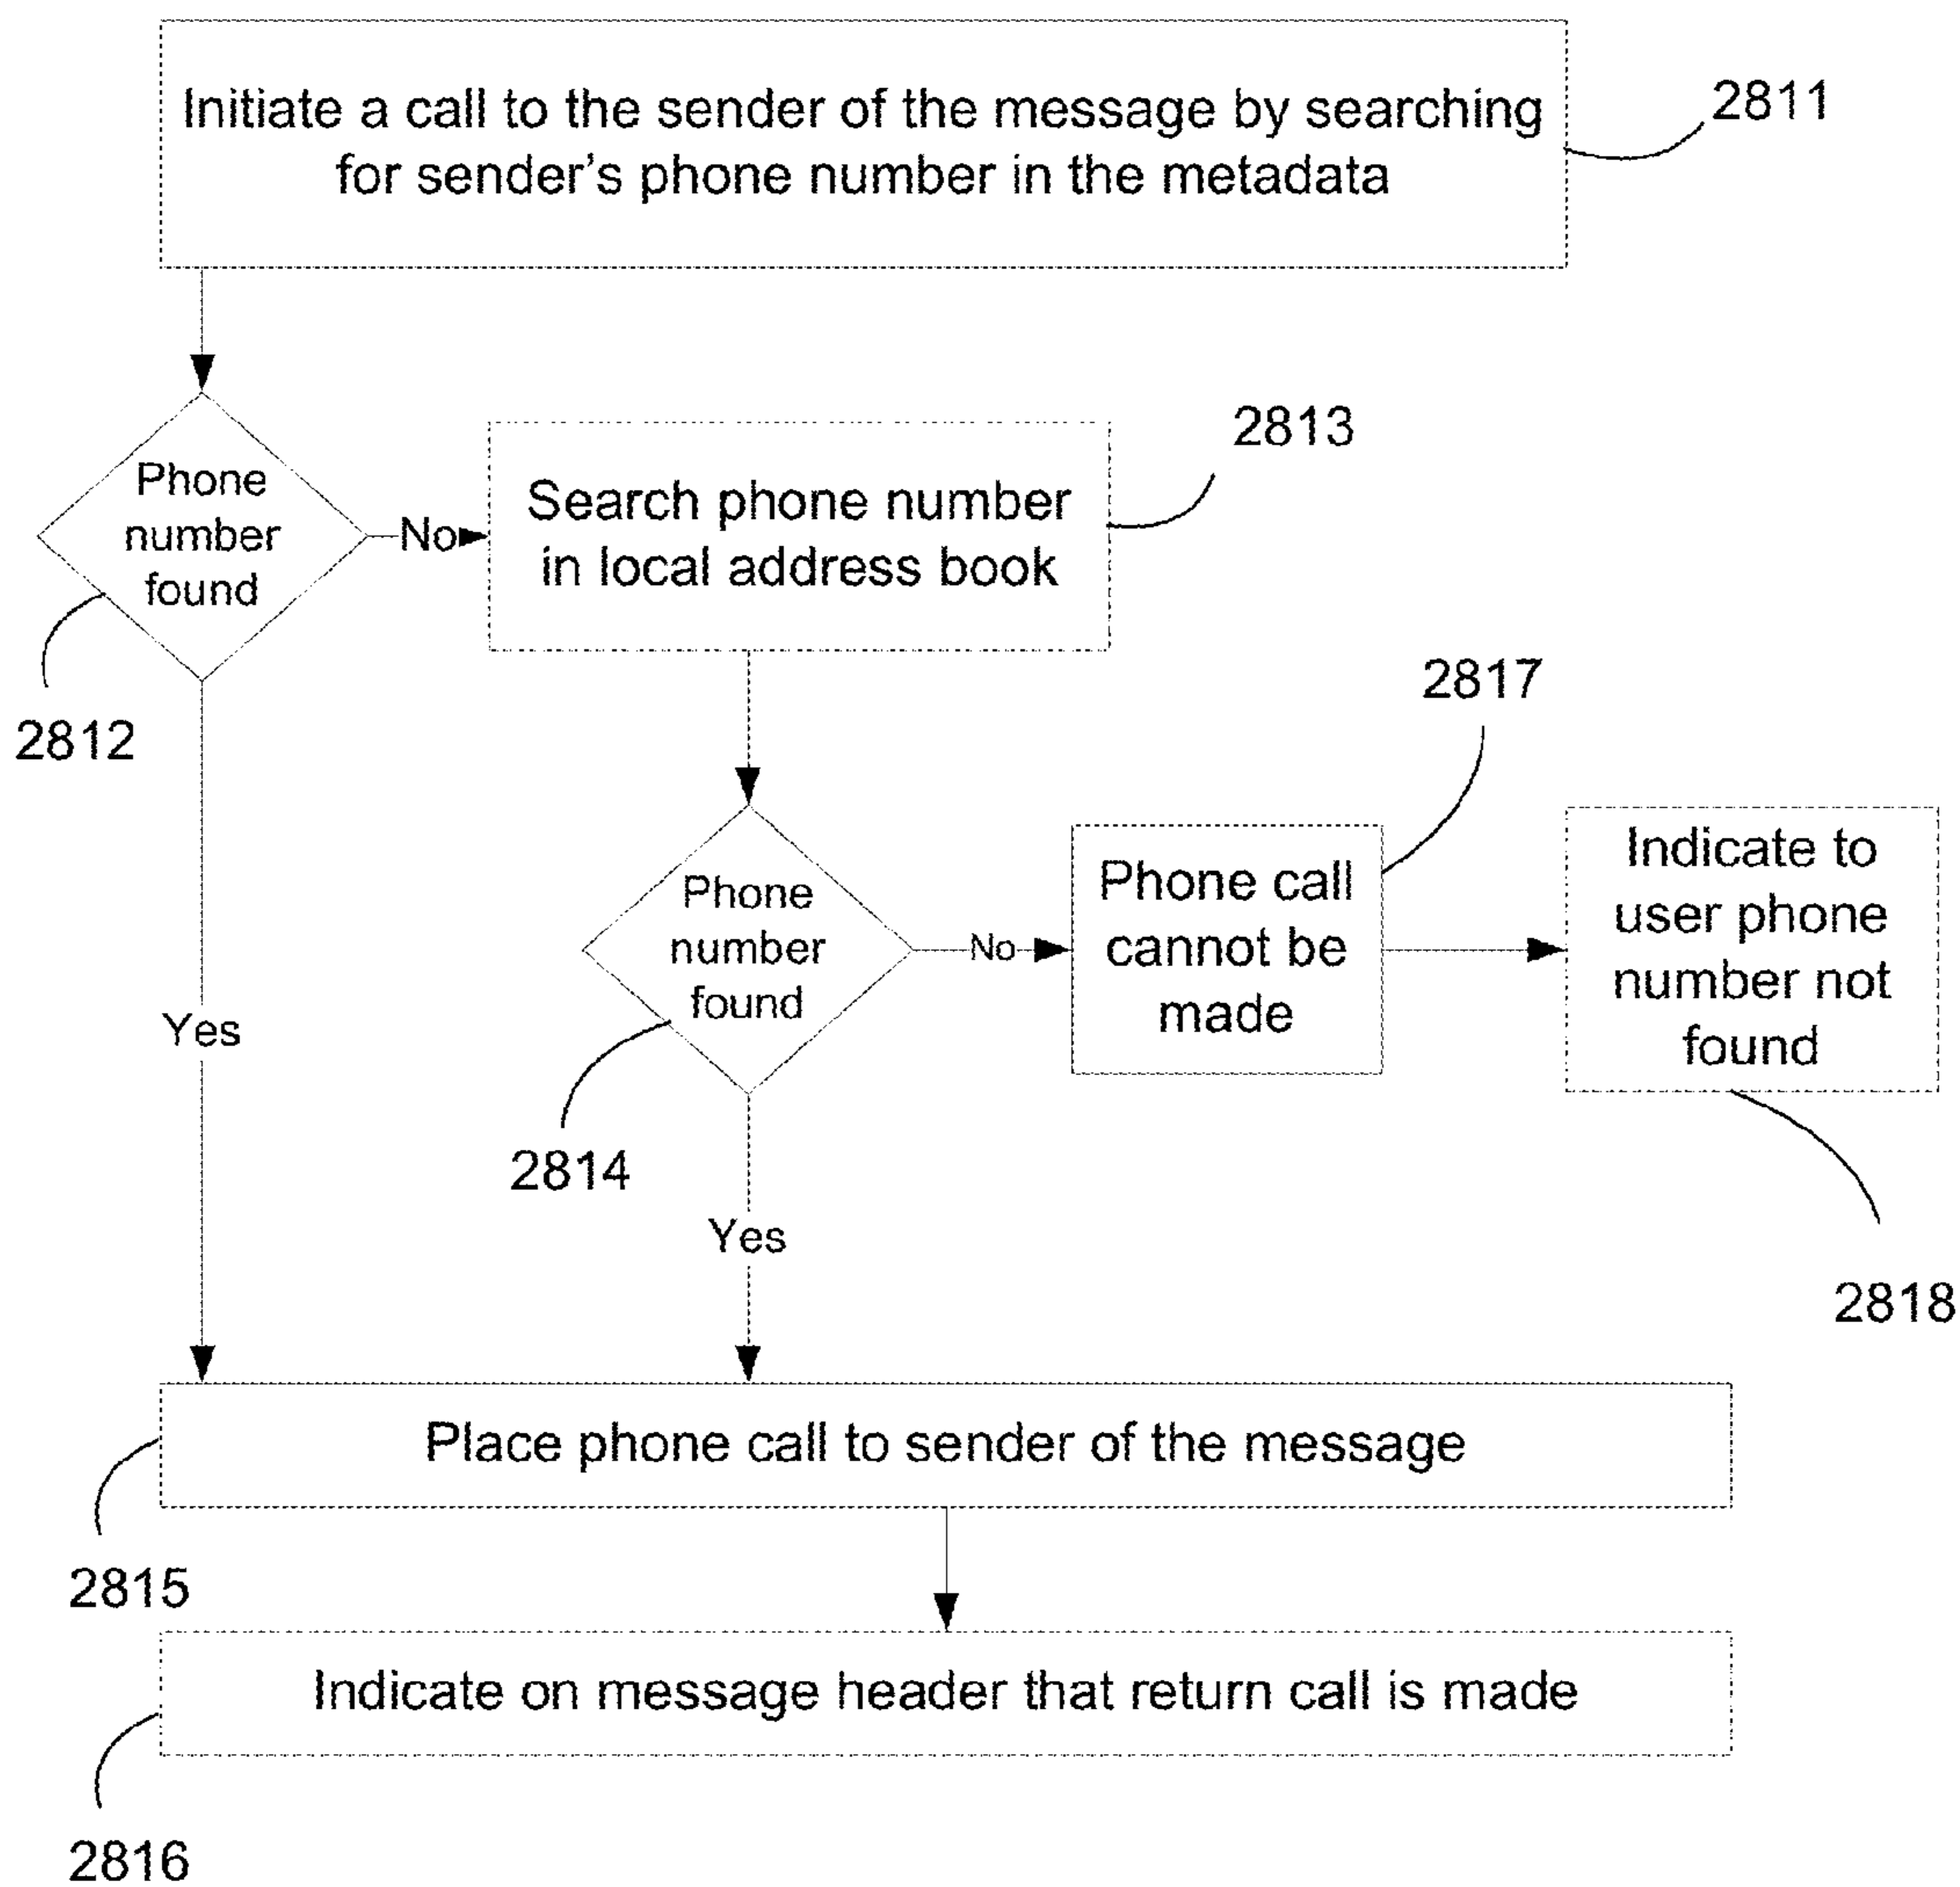 Initiate a call to the sender of the message by searching
for sender's phone number in the metadata
2811
Phone
number
found
2812
No
Search phone number
in local address book
2813
Phone
number
found
2814
No
Phone call
cannot be
made
2817
Indicate to
user phone
number not
found
2818
Yes
Yes
Place phone call to sender of the message
2815
Indicate on message header that return call is made
2816